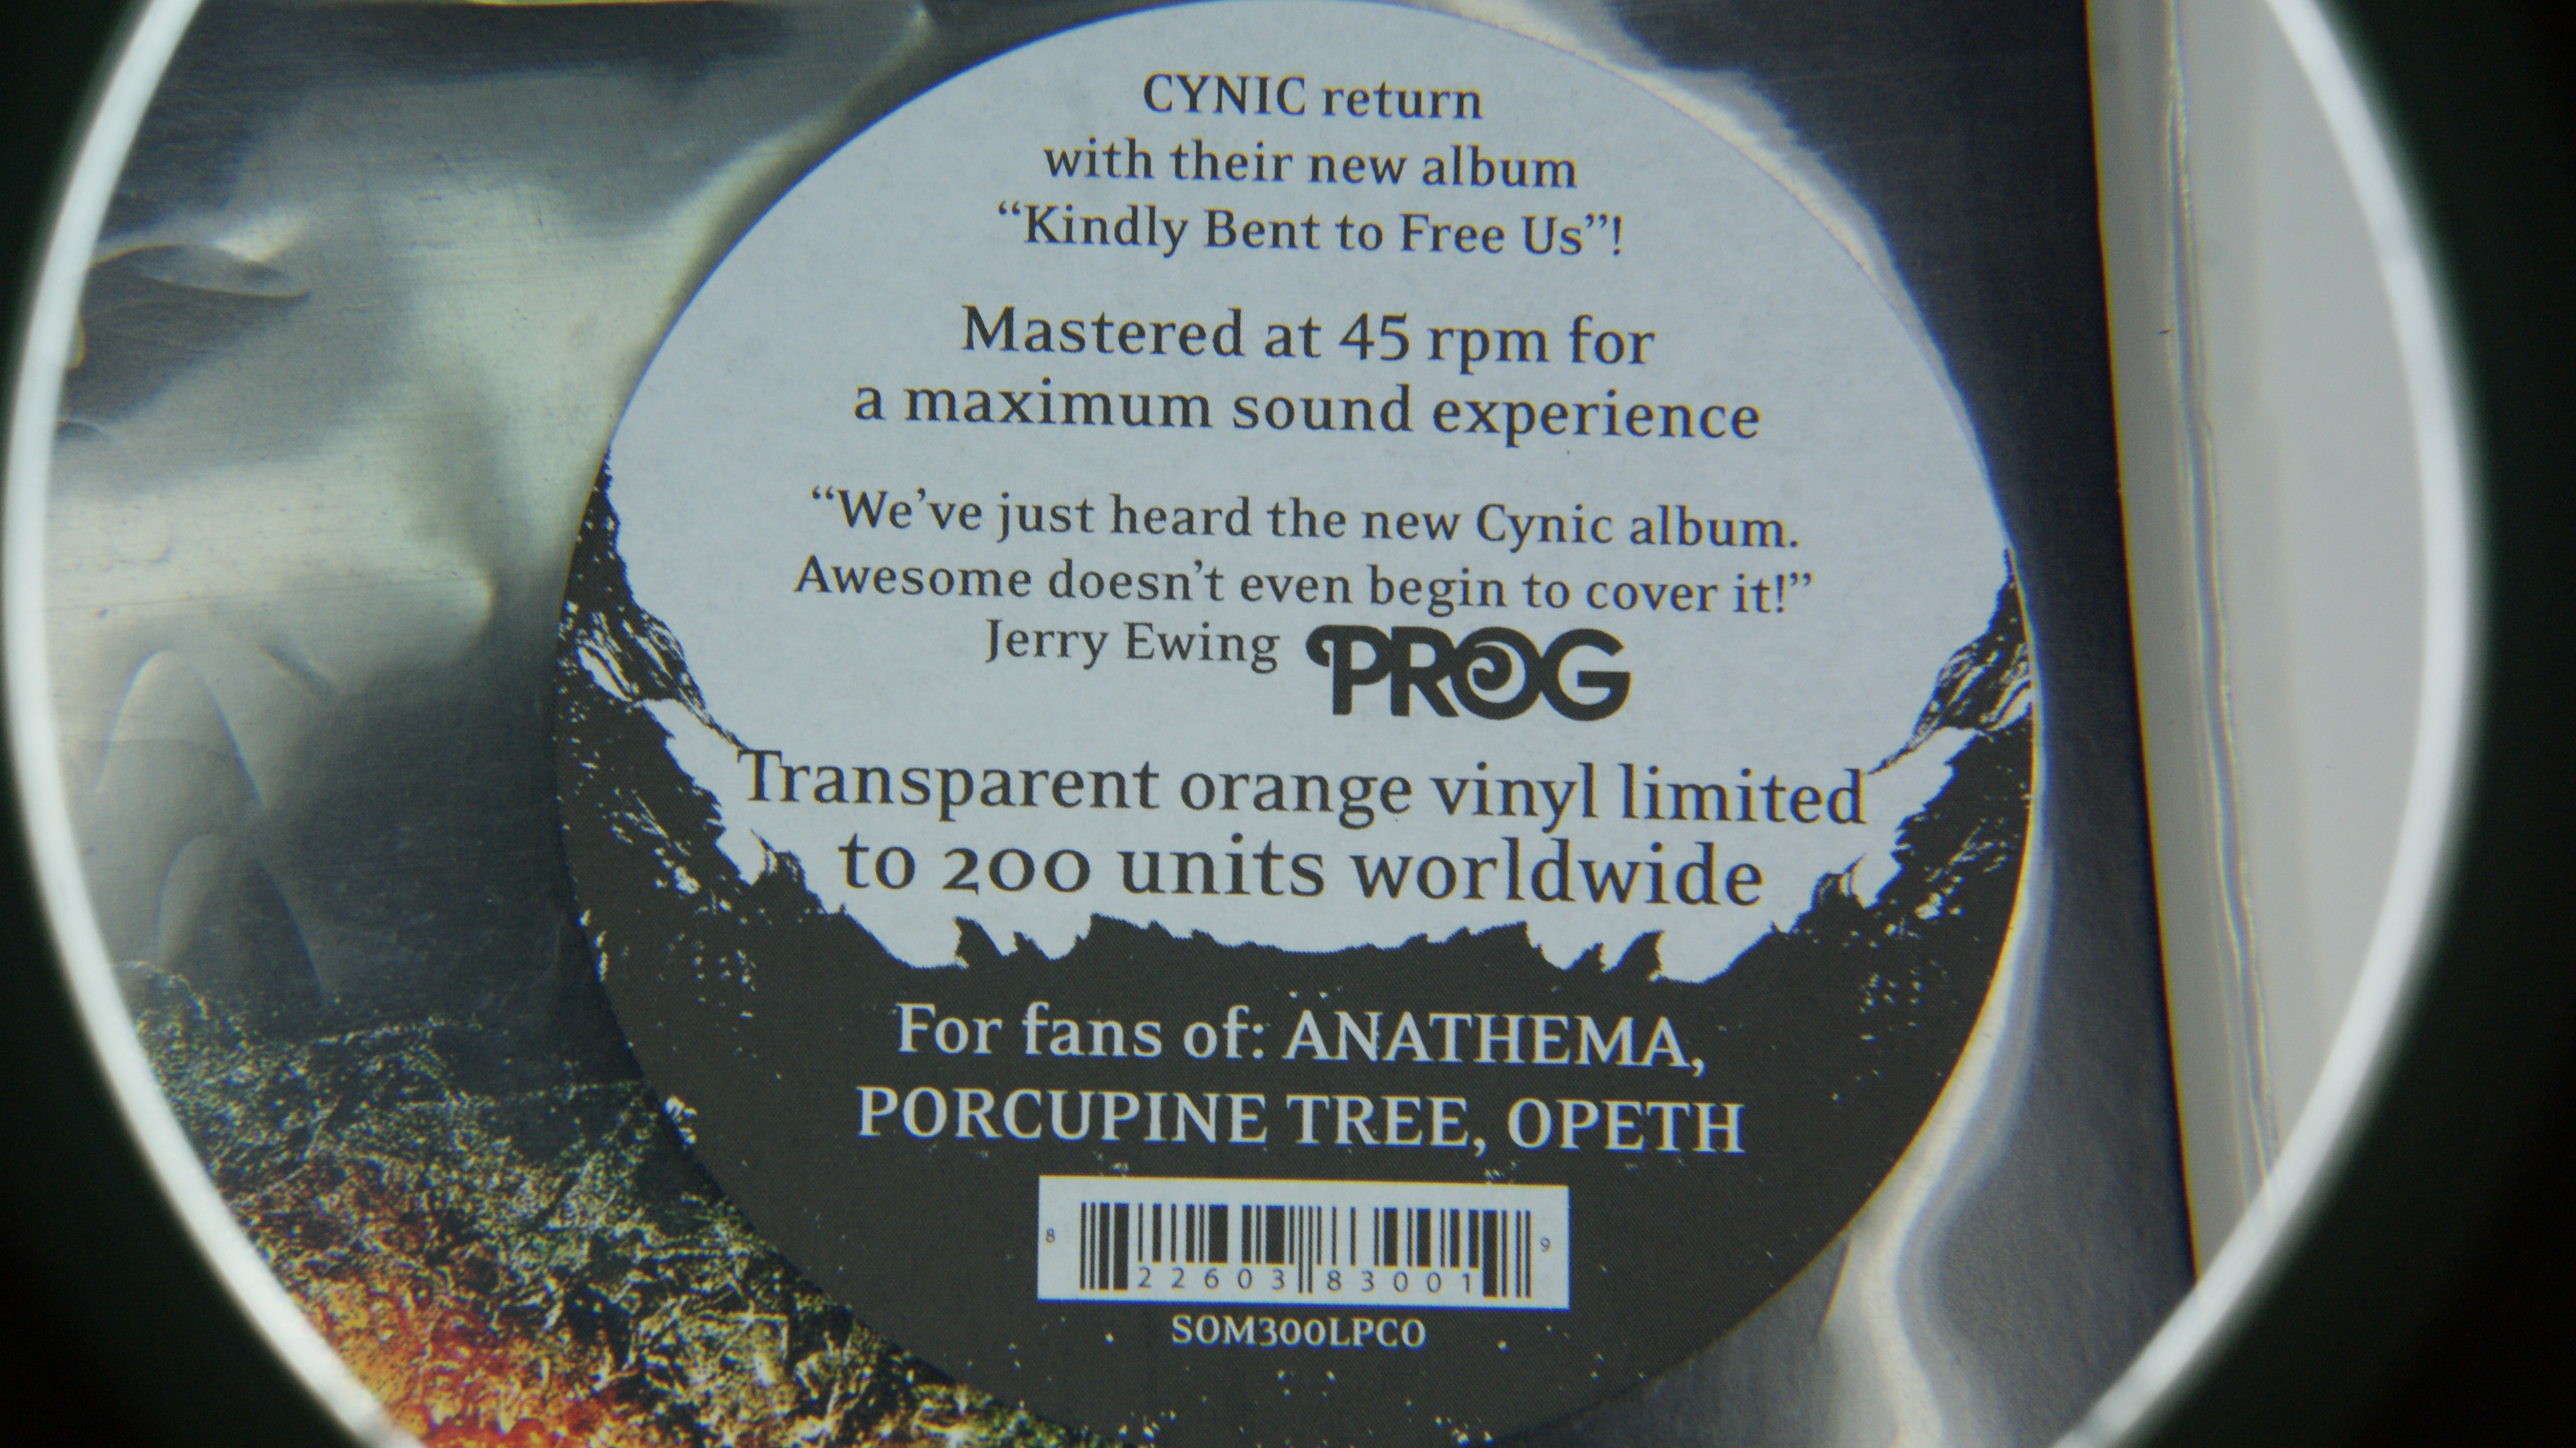 CYNIC return
with their new album
“Kindly Bent to Free Us”!
Mastered at 45 rpm for
a maximum sound experience
“We’ve just heard the new Cynic album.
Awesome doesn’t even begin to cover it!”
Jerry Ewing PROG
Transparent orange vinyl limited
to 200 units worldwide
For fans of: ANATHEMA,
PORCUPINE TREE, OPETH
8 22603 83001 9
SOM300LPCO